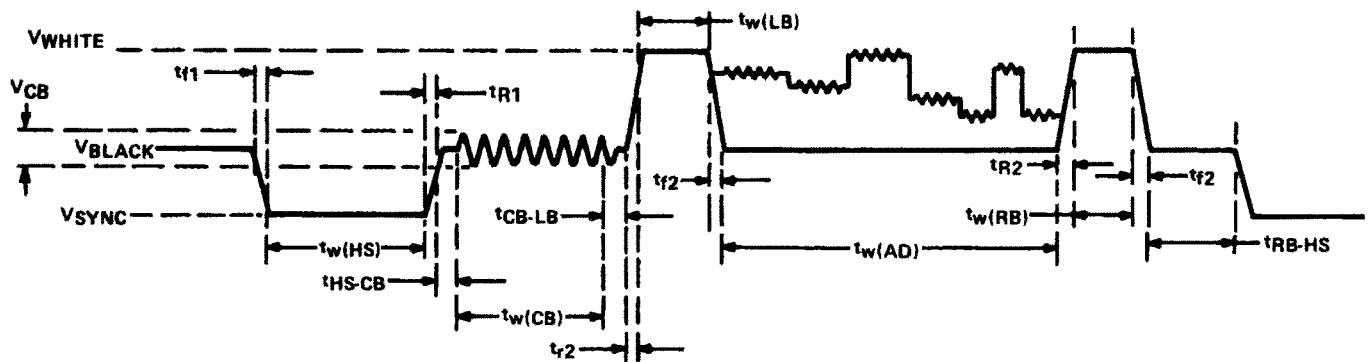 tw(LB)
VWHITE
tf1
VCB
tR1
VBLACK
tR2
tf2
tf2
VSYNC
tCB-LB
tw(RB)
tw(HS)
tw(AD)
tRB-HS
tHS-CB
tw(CB)
tr2